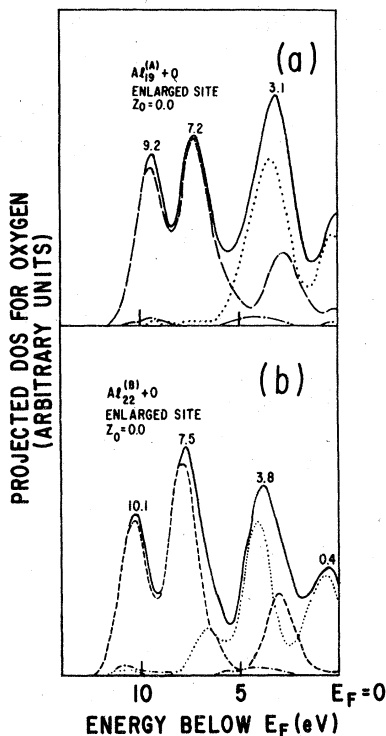 PROJECTED DOS FOR OXYGEN
(ARBITRARY UNITS)
(a)
Aℓ19(A)+O
ENLARGED SITE
Z0=0.0
9.2
7.2
3.1
(b)
Aℓ22(B)+O
ENLARGED SITE
Z0=0.0
10.1
7.5
3.8
0.4
10
5
EF=0
ENERGY BELOW EF(eV)